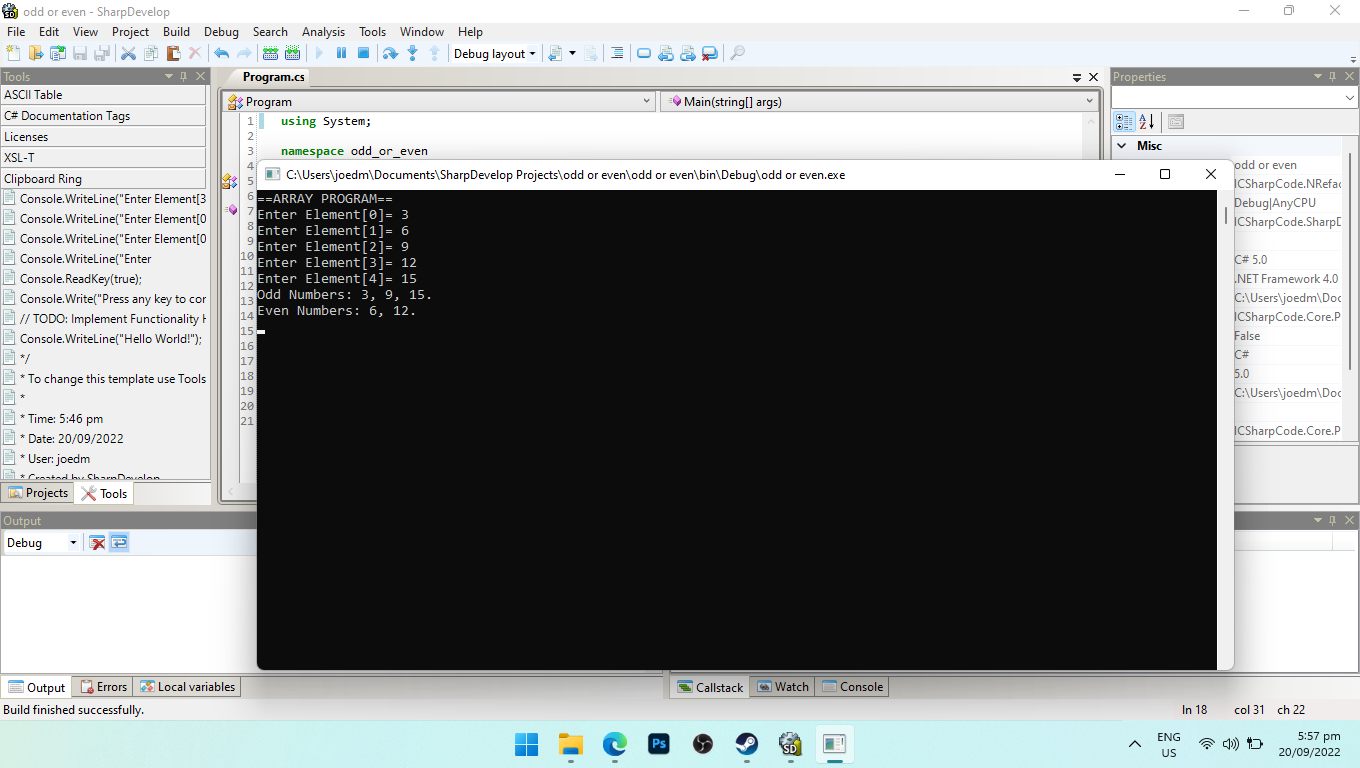 odd or even - SharpDevelop
File Edit View Project Build Debug Search Analysis Tools Window Help
Debug layout
Tools
ASCII Table
C# Documentation Tags
Licenses
XSL-T
Clipboard Ring
Console.WriteLine("Enter Element[3
Console.WriteLine("Enter Element[0
Console.WriteLine("Enter Element[0
Console.WriteLine("Enter
Console.ReadKey(true);
Console.Write("Press any key to cor
// TODO: Implement Functionality H
Console.WriteLine("Hello World!");
*/
* To change this template use Tools
*
* Time: 5:46 pm
* Date: 20/09/2022
* User: joedm
* Created by SharpDevelop
Projects Tools
Program.cs
Program Main(string[] args)
1 using System;
2
3 namespace odd_or_even
4
5
6
7
8
9
10
11
12
13
14
15
16
17
18
19
20
21
C:\Users\joedm\Documents\SharpDevelop Projects\odd or even\odd or even\bin\Debug\odd or even.exe
==ARRAY PROGRAM==
Enter Element[0]= 3
Enter Element[1]= 6
Enter Element[2]= 9
Enter Element[3]= 12
Enter Element[4]= 15
Odd Numbers: 3, 9, 15.
Even Numbers: 6, 12.
Properties
Misc
odd or even
ICSharpCode.NRefac
Debug|AnyCPU
ICSharpCode.SharpD
C# 5.0
.NET Framework 4.0
C:\Users\joedm\Doc
ICSharpCode.Core.P
False
C#
5.0
C:\Users\joedm\Doc
ICSharpCode.Core.P
Output
Debug
Output Errors Local variables
Callstack Watch Console
Build finished successfully.
ln 18 col 31 ch 22
Ps
SD
ENG
US
5:57 pm
20/09/2022